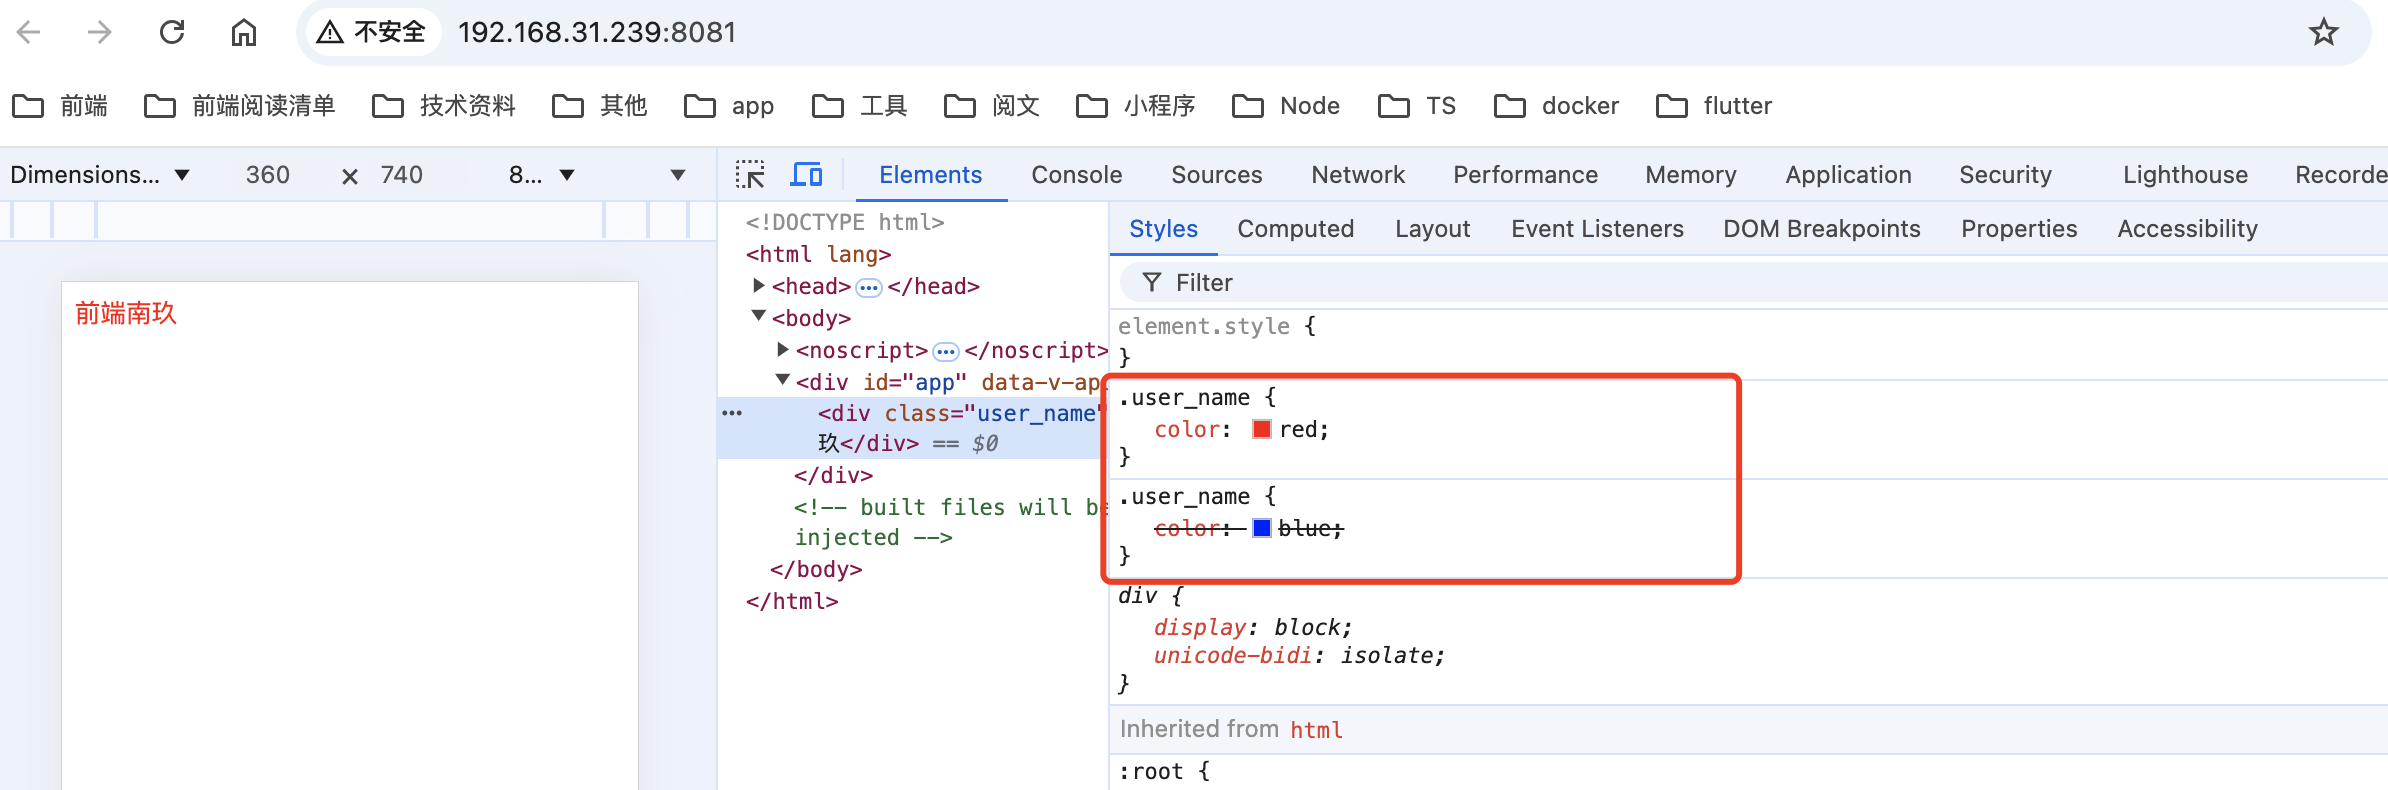 不安全 192.168.31.239:8081
前端 前端阅读清单 技术资料 其他 app 工具 阅文 小程序 Node TS docker flutter
Dimensions... 360 × 740 8...
Elements Console Sources Network Performance Memory Application Security Lighthouse Recorde
前端南玖
<!DOCTYPE html>
<html lang>
<head>…</head>
<body>
<noscript>…</noscript>
<div id="app" data-v-ap
<div class="user_name"
玖</div> == $0
</div>
<!-- built files will be
injected -->
</body>
</html>
Styles Computed Layout Event Listeners DOM Breakpoints Properties Accessibility
Filter
element.style {
}
.user_name {
color: red;
}
.user_name {
color: blue;
}
div {
display: block;
unicode-bidi: isolate;
}
Inherited from html
:root {